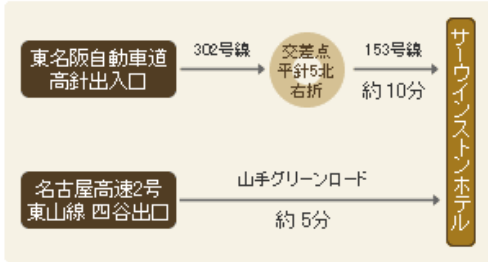 東名阪自動車道
高針出入口
302号線
交差点
平針5北
右折
153号線
約10分
名古屋高速2号
東山線 四谷出口
山手グリーンロード
約5分
サーウインストンホテル